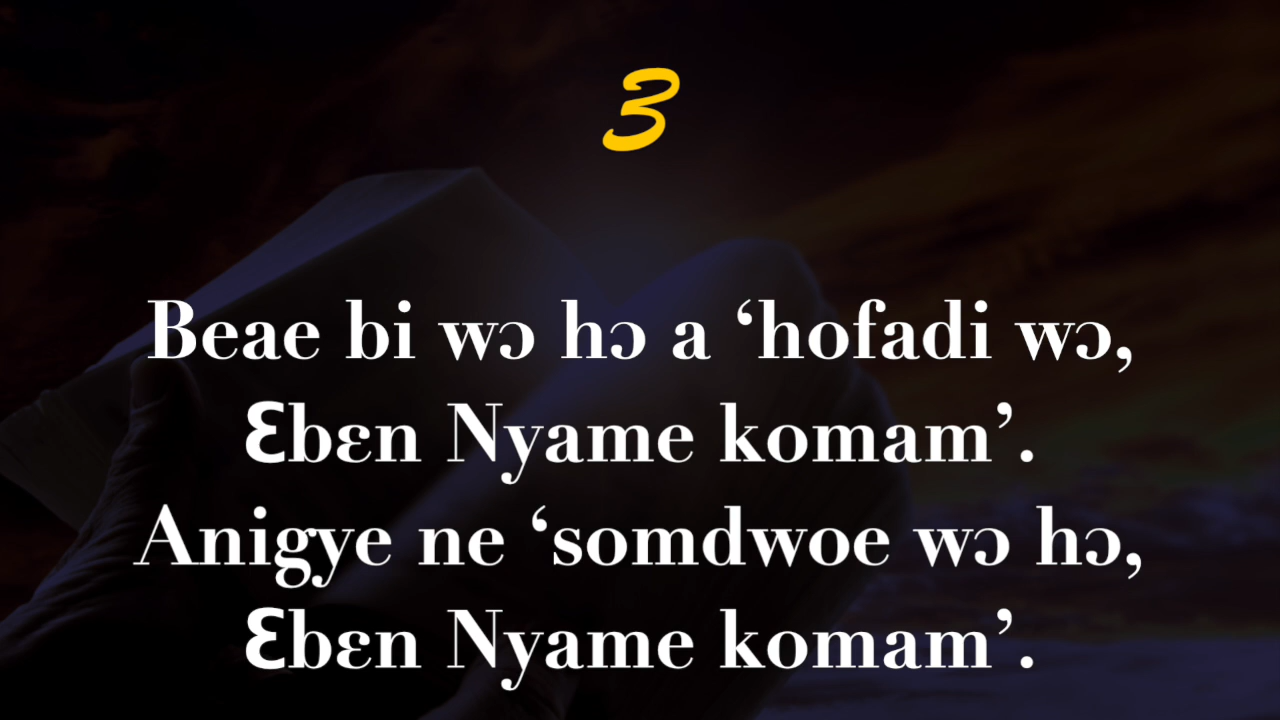 3
Beae bi wɔ hɔ a ‘hofadi wɔ,
Ɛbɛn Nyame komam’.
Anigye ne ‘somdwoe wɔ hɔ,
Ɛbɛn Nyame komam’.